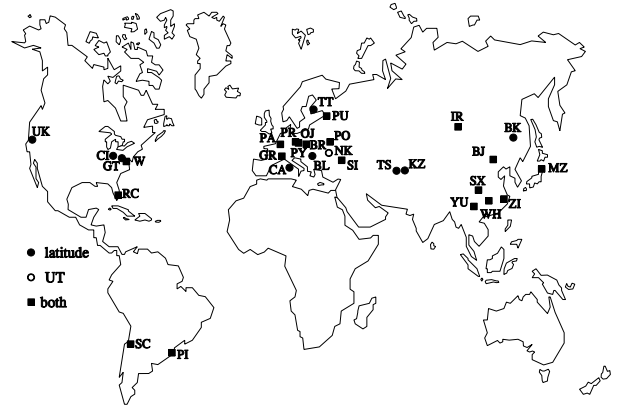 TT
PU
IR
BK
UK
PR OJ
PA
PO
BR
NK
CI
W
GT
GR
PY
BL
SI
BJ
CA
TS
KZ
MZ
SX
RC
YU
WH
ZI
latitude
UT
both
SC
PI